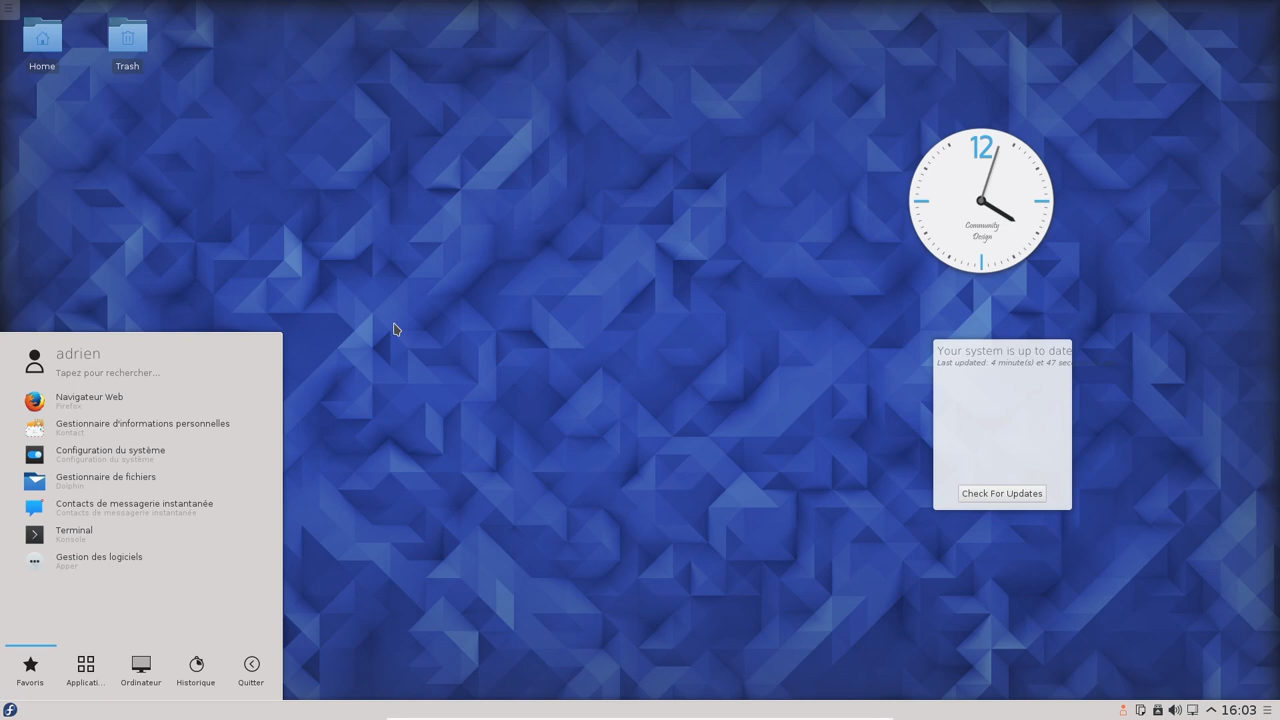 Home
Trash
12
Community
Design
Your system is up to date
Last updated: 4 minute(s) et 47 sec
Check For Updates
adrien
Tapez pour rechercher...
Navigateur Web
Firefox
Gestionnaire d'informations personnelles
Kontact
Configuration du système
Configuration du système
Gestionnaire de fichiers
Dolphin
Contacts de messagerie instantanée
Contacts de messagerie instantanée
Terminal
Konsole
Gestion des logiciels
Apper
Favoris
Applicati...
Ordinateur
Historique
Quitter
16:03